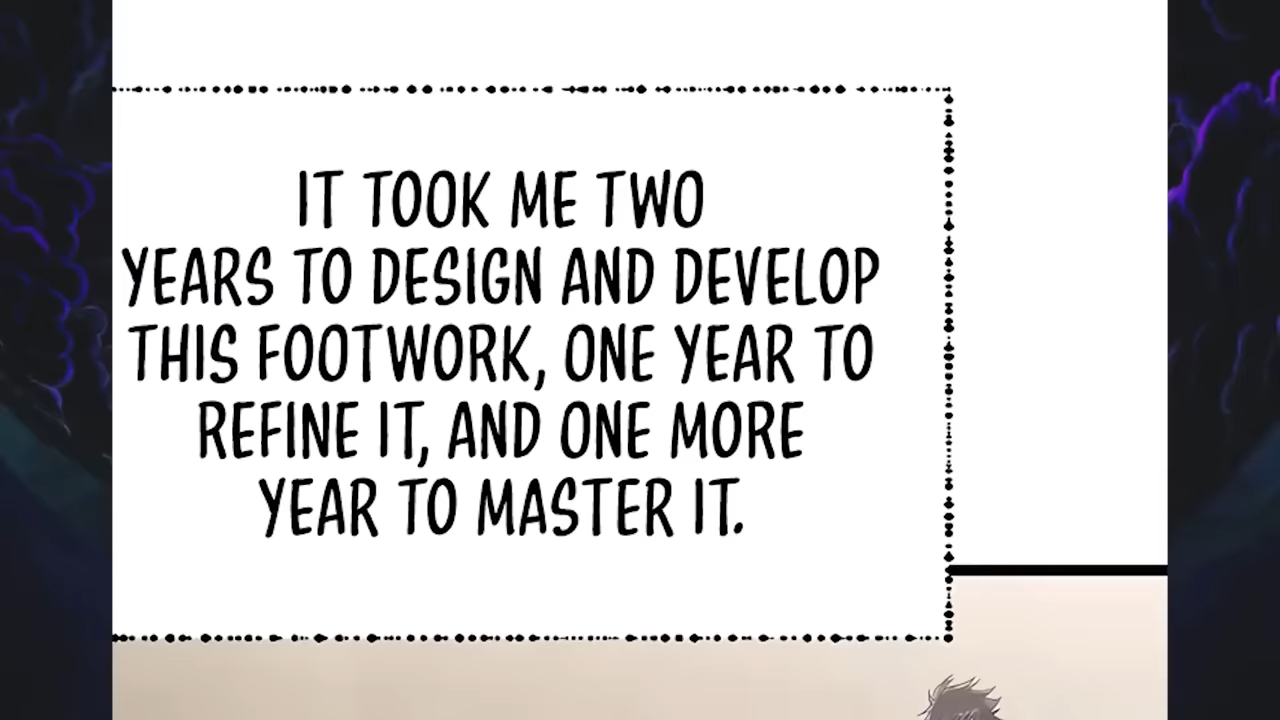 IT TOOK ME TWO
YEARS TO DESIGN AND DEVELOP
THIS FOOTWORK, ONE YEAR TO
REFINE IT, AND ONE MORE
YEAR TO MASTER IT.